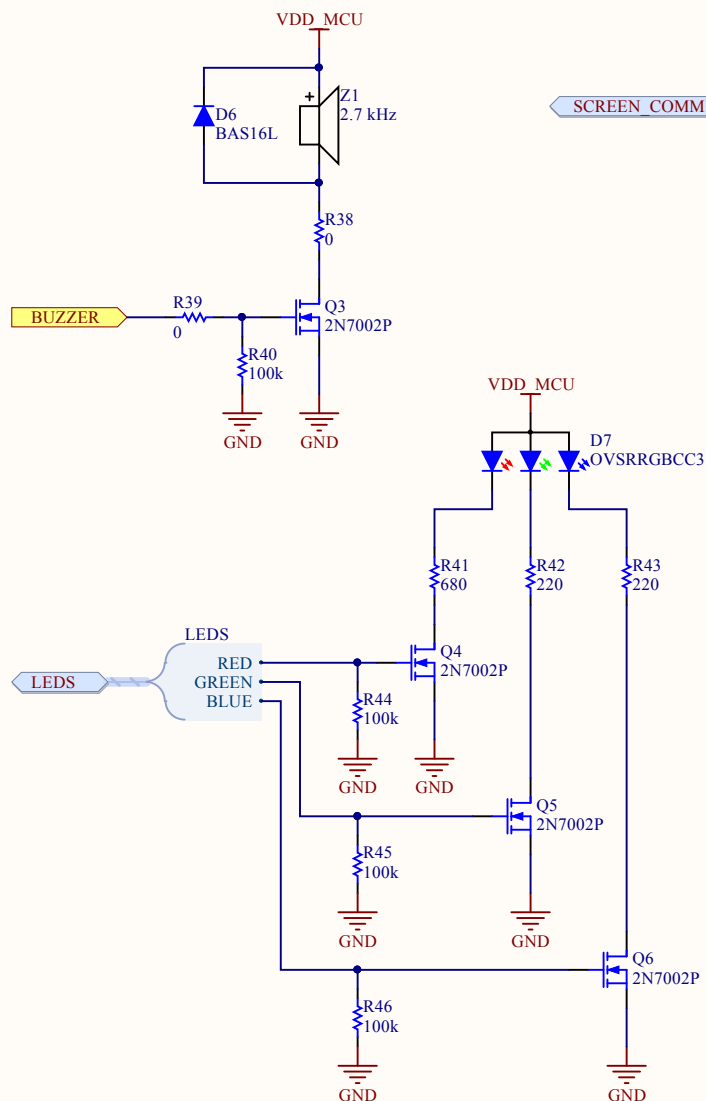 VDD_MCU
+
Z1
2.7 kHz
D6
BAS16L
SCREEN_COMM
R38
0
BUZZER
R39
0
Q3
2N7002P
R40
100k
GND
GND
VDD_MCU
D7
OVSRRGBCC3
R41
680
R42
220
R43
220
LEDS
LEDS
RED
GREEN
BLUE
Q4
2N7002P
R44
100k
GND
GND
Q5
2N7002P
R45
100k
GND
GND
Q6
2N7002P
R46
100k
GND
GND